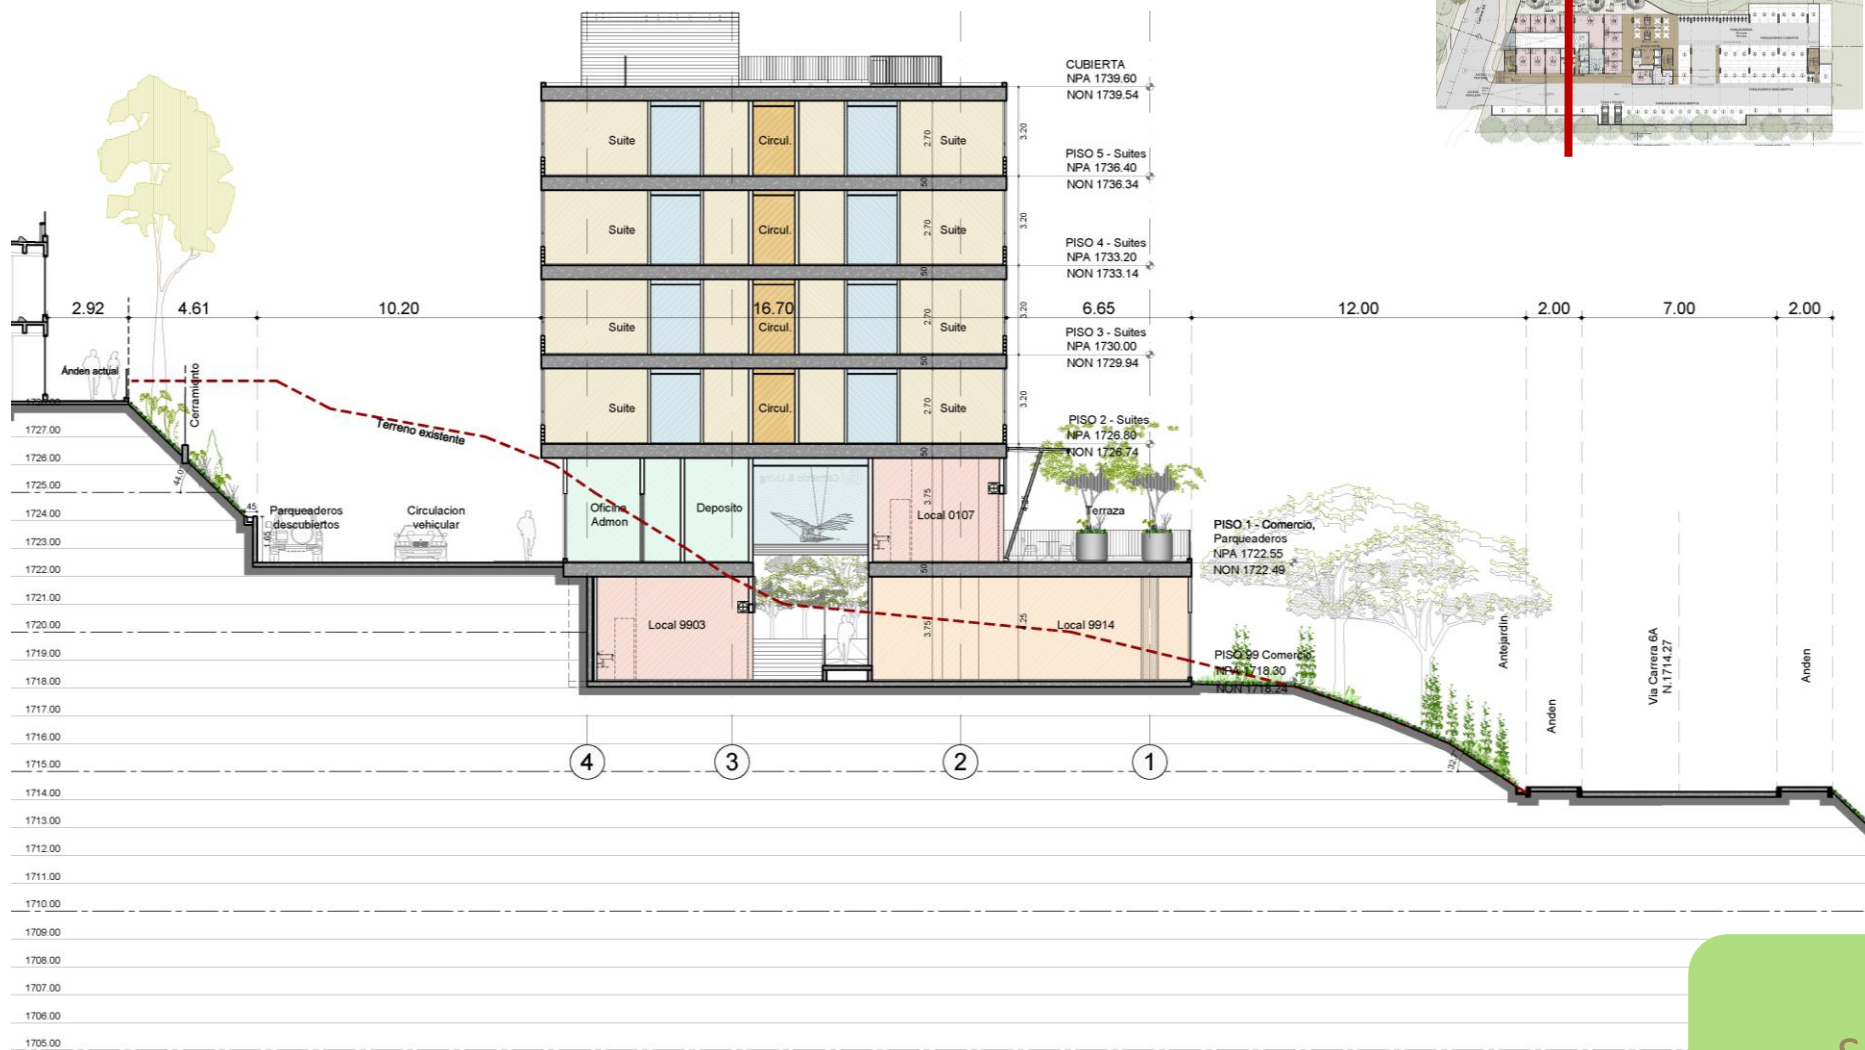 CUBIERTA
NPA 1739.60
NON 1739.54
Suite
Circul.
2.70
Suite
3.20
PISO 5 - Suites
NPA 1736.40
NON 1736.34
50
Suite
Circul.
2.70
Suite
3.20
PISO 4 - Suites
NPA 1733.20
NON 1733.14
50
2.92
4.61
10.20
16.70
6.65
12.00
2.00
7.00
2.00
Suite
Circul.
2.70
Suite
3.20
PISO 3 - Suites
NPA 1730.00
NON 1729.94
50
Ánden actual
Cerramiento
Terreno existente
Suite
Circul.
2.70
Suite
3.20
PISO 2 - Suites
NPA 1726.80
NON 1726.74
50
1727.00
1726.00
1725.00
1724.00
1723.00
1722.00
1721.00
1720.00
1719.00
1718.00
1717.00
1716.00
1715.00
1714.00
1713.00
1712.00
1711.00
1710.00
1709.00
1708.00
1707.00
1706.00
1705.00
45
1.65
Parqueaderos
descubiertos
Circulacion
vehicular
Oficina
Admon
Deposito
3.75
Local 0107
Terraza
PISO 1 - Comercio,
Parqueaderos
NPA 1722.55
NON 1722.49
50
Local 9903
3.75
Local 9914
PISO 99 Comercio
NPA 1718.30
NON 1718.24
Antejardin
Anden
Via Carrera 6A
N.1714.27
Anden
4
3
2
1